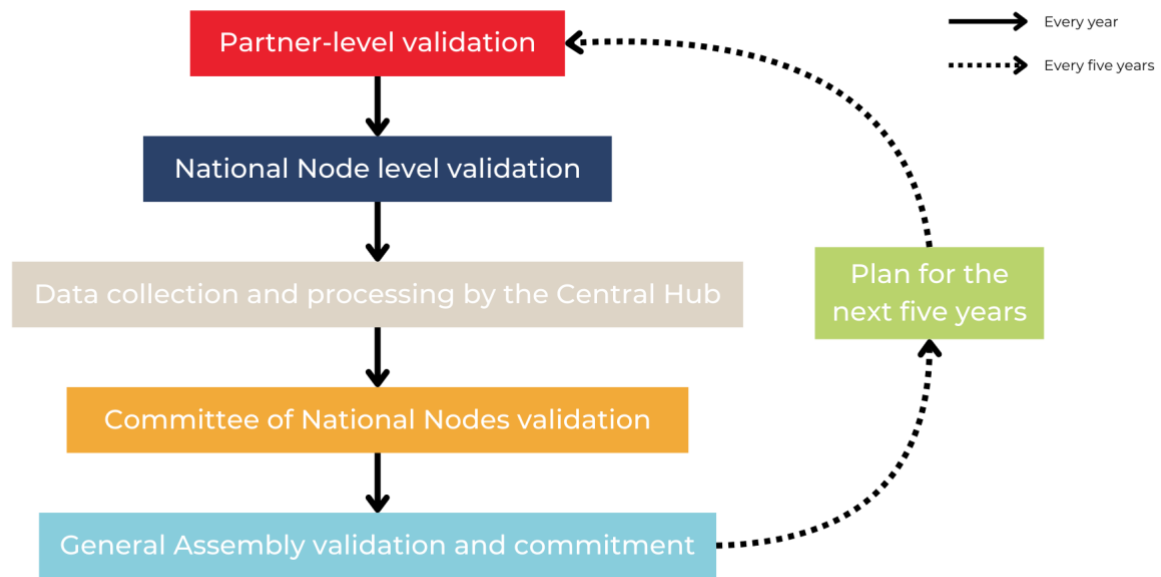 Partner-level validation
Every year
Every five years
National Node level validation
Data collection and processing by the Central Hub
Plan for the
next five years
Committee of National Nodes validation
General Assembly validation and commitment